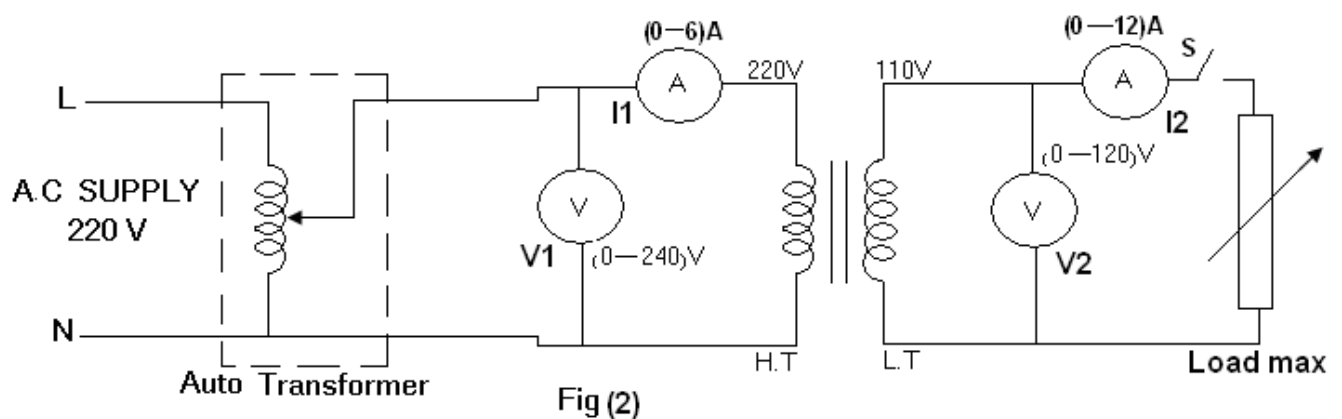 (0—6)A
(0—12)A
220V
110V
S
L
A
A
I1
I2
(0—120)V
A.C SUPPLY
220 V
V
V
V1
(0—240)V
V2
N
H.T
L.T
Load max
Auto Transformer
Fig (2)